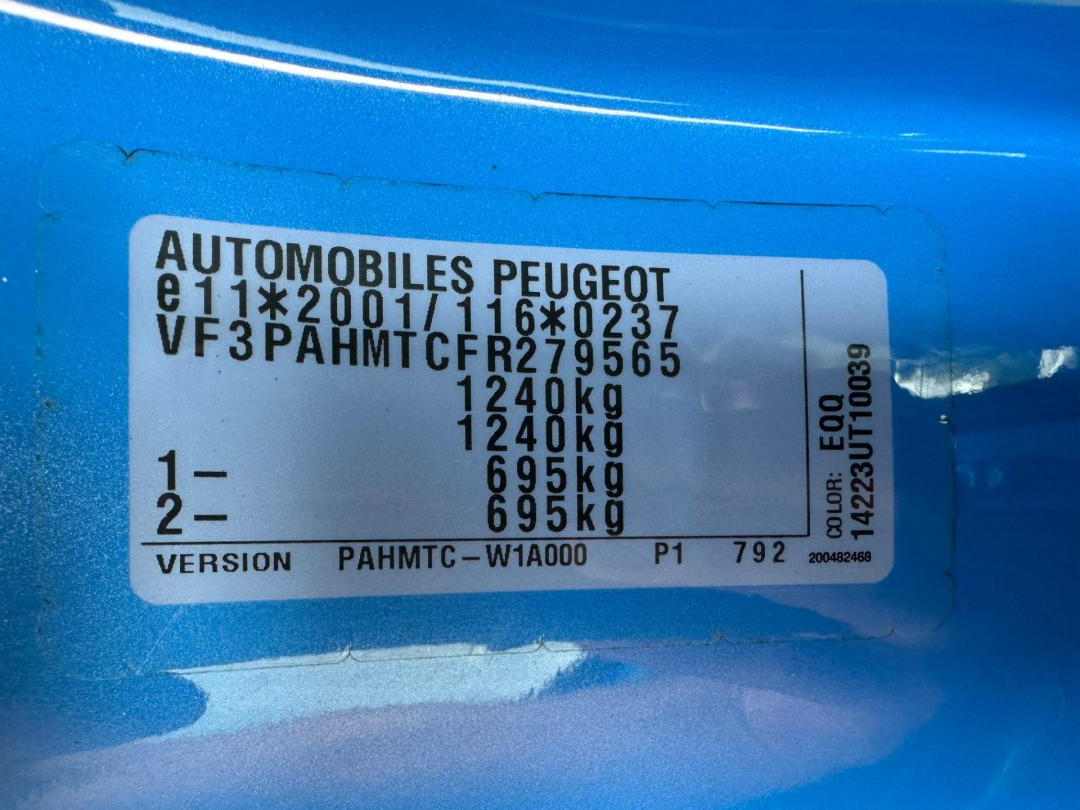 AUTOMOBILES PEUGEOT
e11*2001/116*0237
VF3PAHMTCFR279565
1240kg
1240kg
1- 695kg
2- 695kg
VERSION PAHMTC-W1A000 P1 792
COLOR: EQQ
14223UT10039
200482468